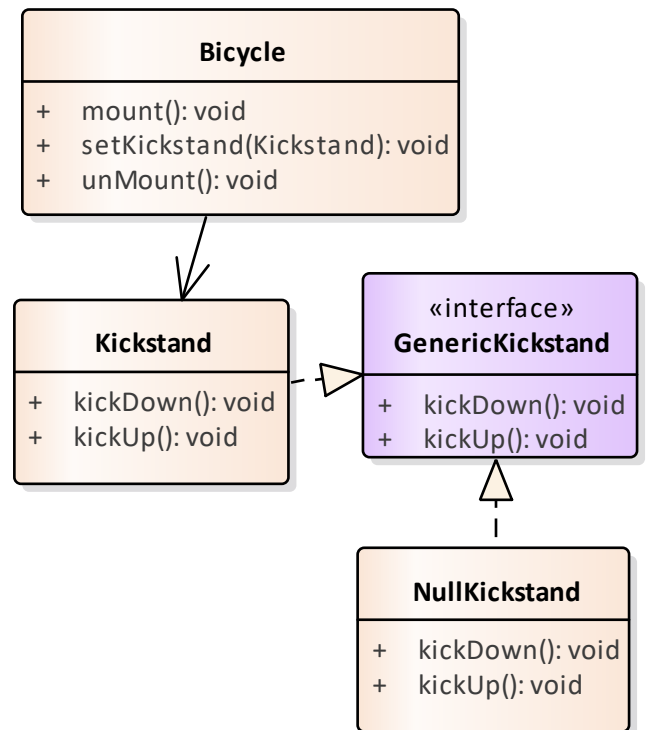 Bicycle
+ mount(): void
+ setKickstand(Kickstand): void
+ unMount(): void
Kickstand
+ kickDown(): void
+ kickUp(): void
«interface»
GenericKickstand
+ kickDown(): void
+ kickUp(): void
NullKickstand
+ kickDown(): void
+ kickUp(): void